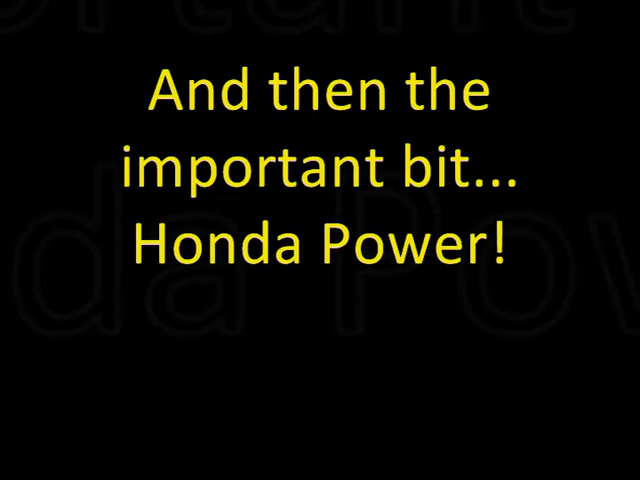 And then the
important bit...
Honda Power!